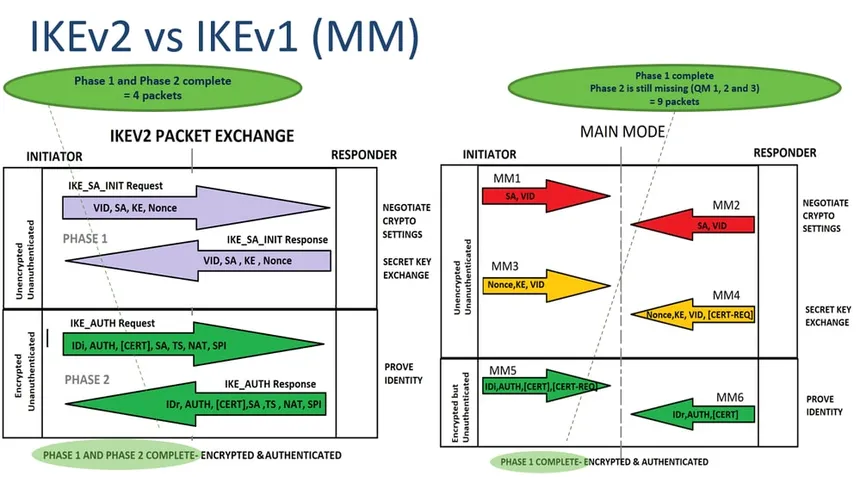 IKEv2 vs IKEv1 (MM)
Phase 1 and Phase 2 complete
= 4 packets
IKEV2 PACKET EXCHANGE
INITIATOR
RESPONDER
IKE_SA_INIT Request
VID, SA, KE, Nonce
NEGOTIATE
CRYPTO
SETTINGS
PHASE 1
IKE_SA_INIT Response
VID, SA , KE , Nonce
SECRET KEY
EXCHANGE
Unencrypted
Unauthenticated
IKE_AUTH Request
IDi, AUTH, [CERT], SA, TS, NAT, SPI
PHASE 2
IKE_AUTH Response
IDr, AUTH, [CERT],SA ,TS , NAT, SPI
PROVE
IDENTITY
Encrypted
Unauthenticated
PHASE 1 AND PHASE 2 COMPLETE- ENCRYPTED & AUTHENTICATED
Phase 1 complete
Phase 2 is still missing (QM 1, 2 and 3)
= 9 packets
MAIN MODE
INITIATOR
RESPONDER
MM1
SA, VID
MM2
SA, VID
NEGOTIATE
CRYPTO
SETTINGS
MM3
Nonce,KE, VID
MM4
Nonce,KE, VID, [CERT-REQ]
SECRET KEY
EXCHANGE
Unencrypted
Unauthenticated
MM5
IDi,AUTH,[CERT],[CERT-REQ]
MM6
IDr,AUTH,[CERT]
PROVE
IDENTITY
Encrypted but
Unauthenticated
PHASE 1 COMPLETE- ENCRYPTED & AUTHENTICATED